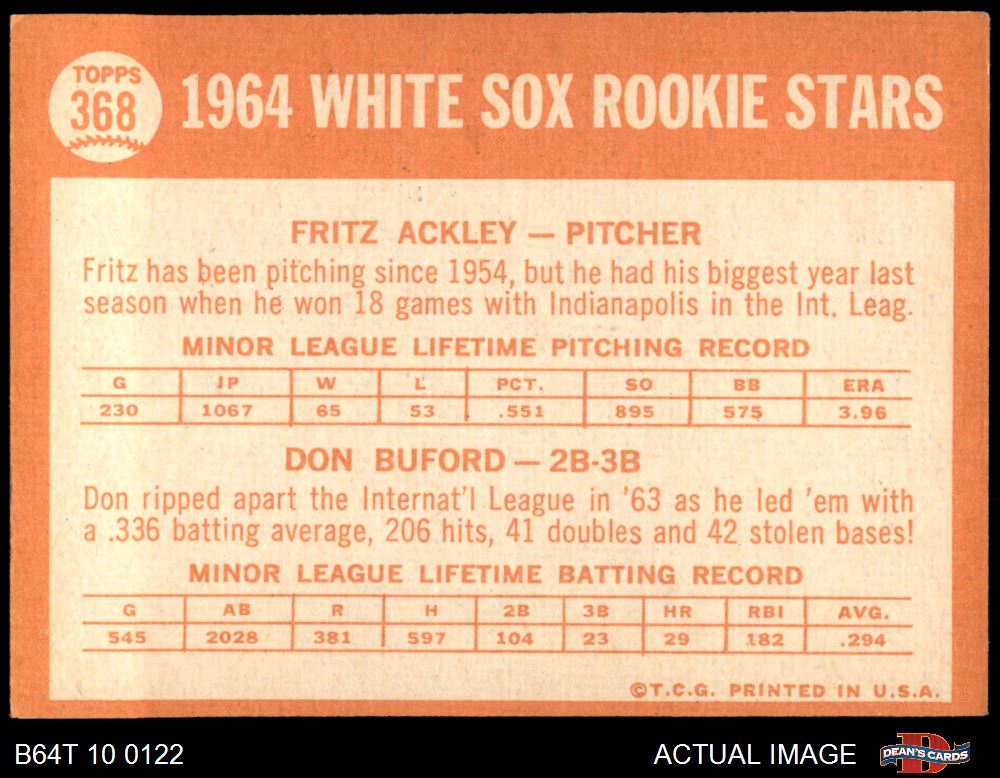 TOPPS
368
1964 WHITE SOX ROOKIE STARS
FRITZ ACKLEY — PITCHER
Fritz has been pitching since 1954, but he had his biggest year last
season when he won 18 games with Indianapolis in the Int. Leag.
MINOR LEAGUE LIFETIME PITCHING RECORD
G IP W L PCT. SO BB ERA
230 1067 65 53 .551 895 575 3.96
DON BUFORD — 2B-3B
Don ripped apart the Internat'l League in '63 as he led 'em with
a .336 batting average, 206 hits, 41 doubles and 42 stolen bases!
MINOR LEAGUE LIFETIME BATTING RECORD
G AB R H 2B 3B HR RBI AVG.
545 2028 381 597 104 23 29 182 .294
©T.C.G. PRINTED IN U.S.A.
B64T 10 0122
ACTUAL IMAGE
D
DEAN'S CARDS